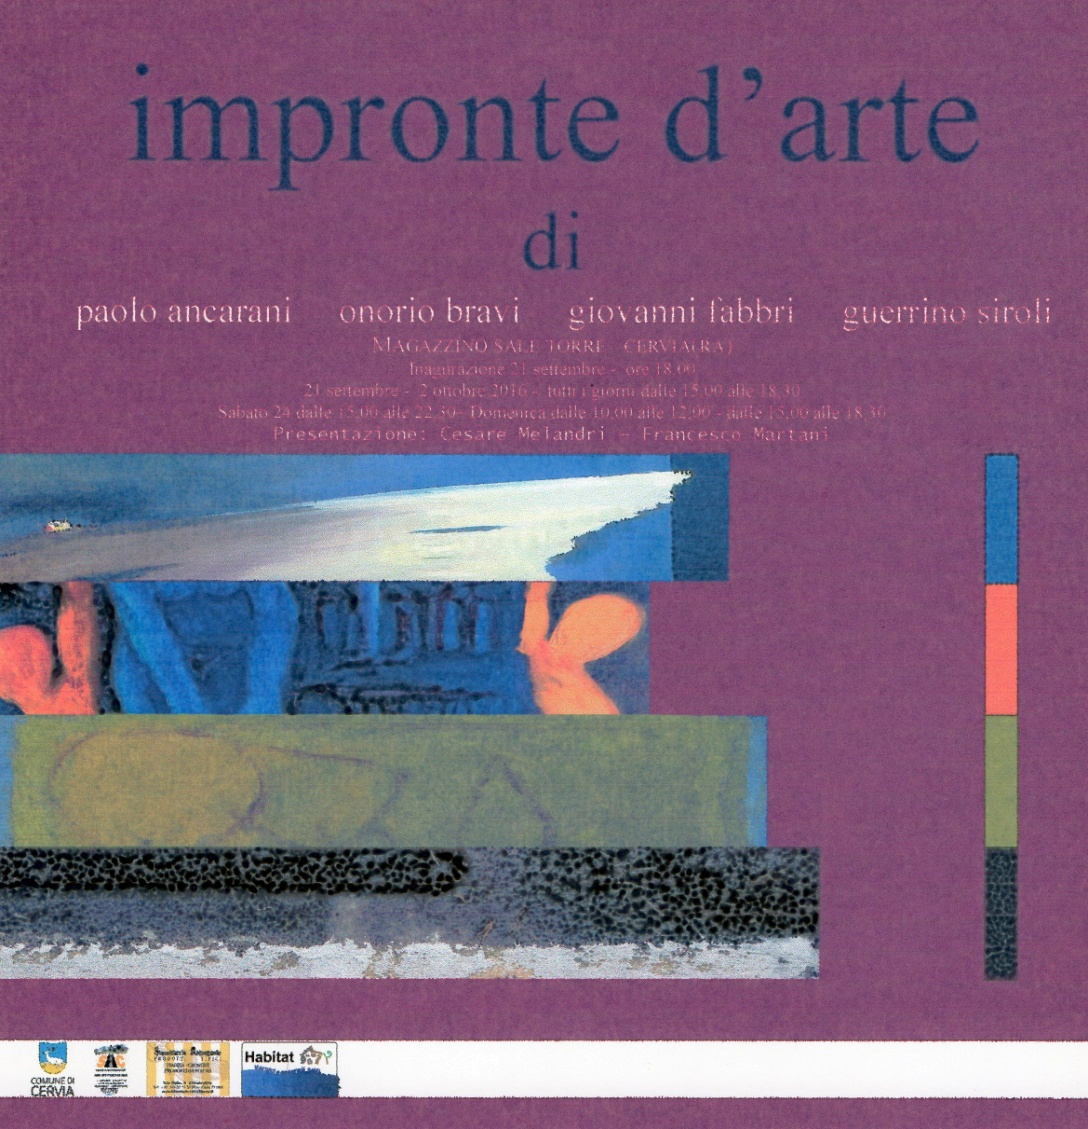 impronte d'arte
di
paolo ancarani onorio bravi giovanni fabbri guerrino siroli
MAGAZZINO SALE TORRE - CERVIA(RA)
Inagurazione 21 settembre - ore 18.00
21 settembre - 2 ottobre 2016 - tutti i giorni dalle 15.00 alle 18.30
Sabato 24 dalle 15.00 alle 22.30- Domenica dalle 10.00 alle 12.00 - dalle 15.00 alle 18.30
Presentazione: Cesare Melandri - Francesco Martani
COMUNE DI
CERVIA
Habitat